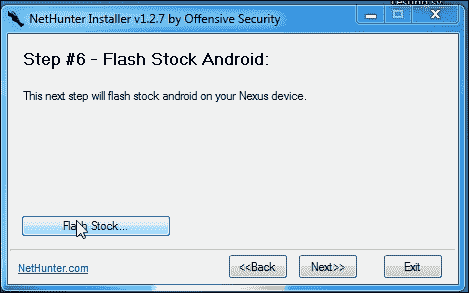 NetHunter Installer v1.2.7 by Offensive Security
Step #6 - Flash Stock Android:
This next step will flash stock android on your Nexus device.
Flash Stock...
NetHunter.com
<<Back
Next>>
Exit